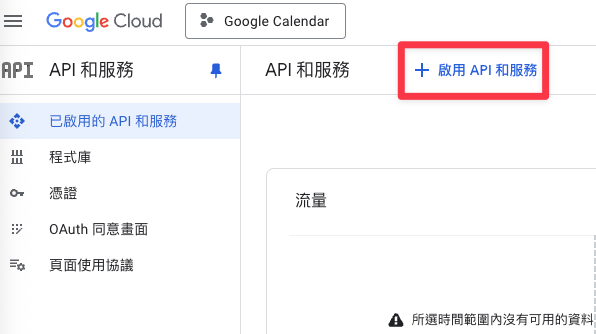 Google Cloud
Google Calendar
API API 和服務
API 和服務
+ 啟用 API 和服務
已啟用的 API 和服務
程式庫
憑證
OAuth 同意畫面
頁面使用協議
流量
所選時間範圍內沒有可用的資料